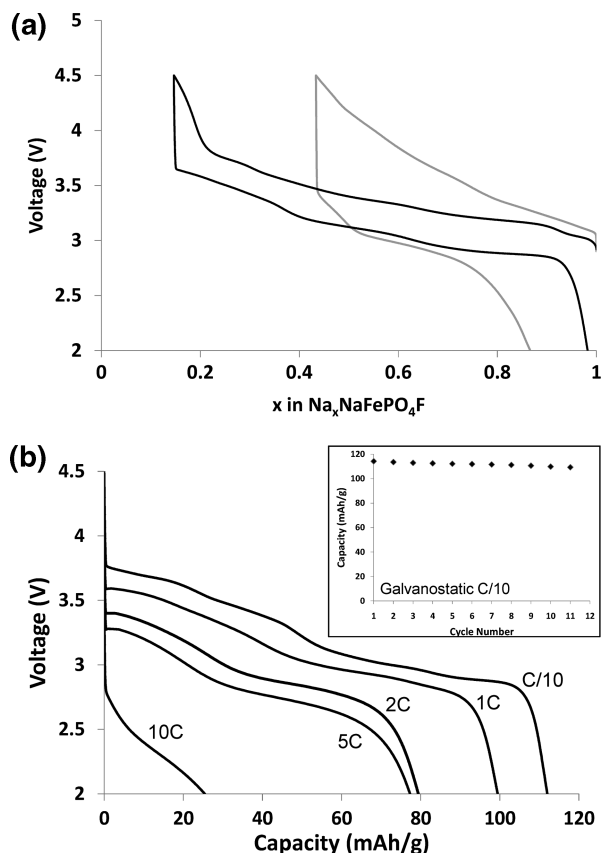 (a)
5
4.5
4
3.5
3
2.5
2
Voltage (V)
0 0.2 0.4 0.6 0.8 1
x in NaₓNaFePO₄F
(b)
4.5
4
3.5
3
2.5
2
Voltage (V)
120
100
80
60
40
20
0
Capacity (mAh/g)
Galvanostatic C/10
1 2 3 4 5 6 7 8 9 10 11 12
Cycle Number
C/10
1C
2C
5C
10C
0 20 40 60 80 100 120
Capacity (mAh/g)